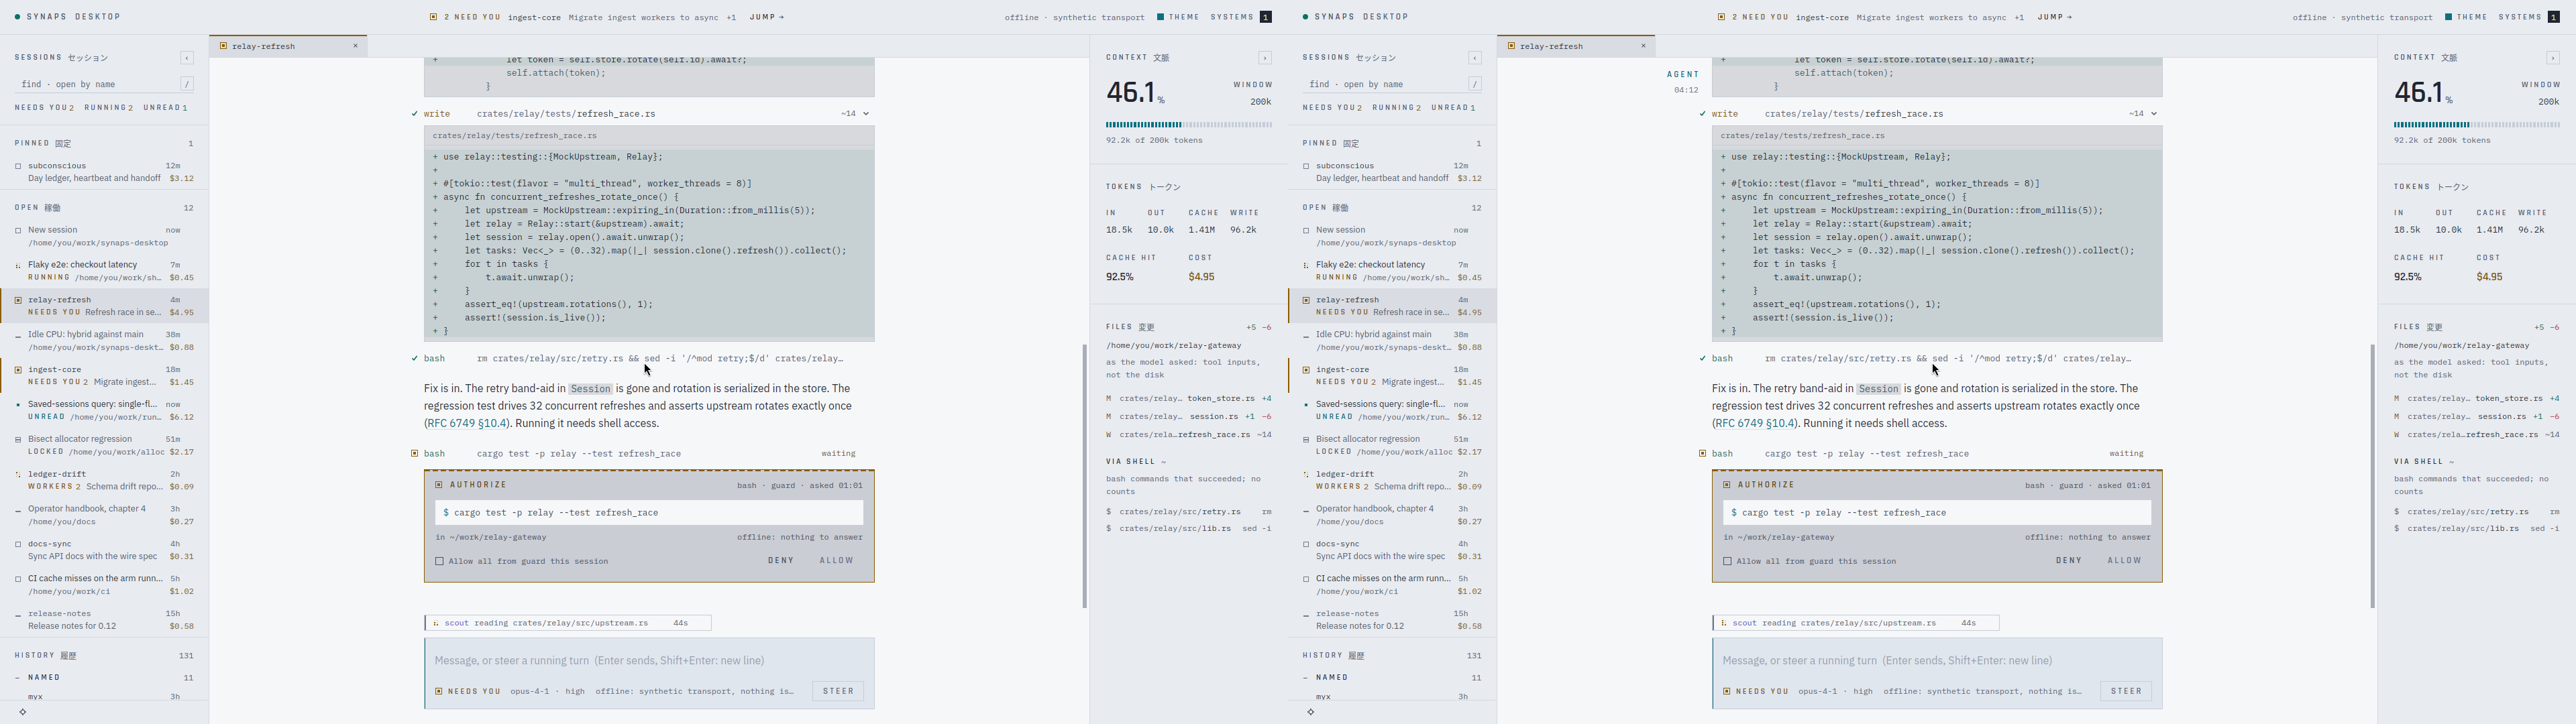 SYNAPS DESKTOP
2 NEED YOU ingest-core Migrate ingest workers to async +1 JUMP →
offline · synthetic transport THEME SYSTEMS 1
SESSIONS セッション ‹
find · open by name /
NEEDS YOU 2 RUNNING 2 UNREAD 1
PINNED 固定 1
subconscious 12m
Day ledger, heartbeat and handoff $3.12
OPEN 稼働 12
New session now
/home/you/work/synaps-desktop
Flaky e2e: checkout latency 7m
RUNNING /home/you/work/sh… $0.45
relay-refresh 4m
NEEDS YOU Refresh race in se… $4.95
Idle CPU: hybrid against main 38m
/home/you/work/synaps-deskt… $0.88
ingest-core 18m
NEEDS YOU 2 Migrate ingest… $1.45
Saved-sessions query: single-fl… now
UNREAD /home/you/work/run… $6.12
Bisect allocator regression 51m
LOCKED /home/you/work/alloc $2.17
ledger-drift 2h
WORKERS 2 Schema drift repo… $0.09
Operator handbook, chapter 4 3h
/home/you/docs $0.27
docs-sync 4h
Sync API docs with the wire spec $0.31
CI cache misses on the arm runn… 5h
/home/you/work/ci $1.02
release-notes 15h
Release notes for 0.12 $0.58
HISTORY 履歴 131
– NAMED 11
myx 3h
relay-refresh ×
+ let token = self.store.rotate(self.id).await?;
self.attach(token);
}
write crates/relay/tests/refresh_race.rs ~14
crates/relay/tests/refresh_race.rs
+ use relay::testing::{MockUpstream, Relay};
+
+ #[tokio::test(flavor = "multi_thread", worker_threads = 8)]
+ async fn concurrent_refreshes_rotate_once() {
+ let upstream = MockUpstream::expiring_in(Duration::from_millis(5));
+ let relay = Relay::start(&upstream).await;
+ let session = relay.open().await.unwrap();
+ let tasks: Vec<_> = (0..32).map(|_| session.clone().refresh()).collect();
+ for t in tasks {
+ t.await.unwrap();
+ }
+ assert_eq!(upstream.rotations(), 1);
+ assert!(session.is_live());
+ }
bash rm crates/relay/src/retry.rs && sed -i '/^mod retry;$/d' crates/relay…
Fix is in. The retry band-aid in Session is gone and rotation is serialized in the store. The
regression test drives 32 concurrent refreshes and asserts upstream rotates exactly once
(RFC 6749 §10.4). Running it needs shell access.
bash cargo test -p relay --test refresh_race waiting
AUTHORIZE bash · guard · asked 01:01
$ cargo test -p relay --test refresh_race
in ~/work/relay-gateway offline: nothing to answer
Allow all from guard this session DENY ALLOW
scout reading crates/relay/src/upstream.rs 44s
Message, or steer a running turn (Enter sends, Shift+Enter: new line)
NEEDS YOU opus-4-1 · high offline: synthetic transport, nothing is… STEER
CONTEXT 文脈 ›
46.1% WINDOW
200k
92.2k of 200k tokens
TOKENS トークン
IN OUT CACHE WRITE
18.5k 10.0k 1.41M 96.2k
CACHE HIT COST
92.5% $4.95
FILES 変更 +5 −6
/home/you/work/relay-gateway
as the model asked: tool inputs,
not the disk
M crates/relay… token_store.rs +4
M crates/relay… session.rs +1 −6
W crates/rela…refresh_race.rs ~14
VIA SHELL ~
bash commands that succeeded; no
counts
$ crates/relay/src/retry.rs rm
$ crates/relay/src/lib.rs sed -i
SYNAPS DESKTOP
2 NEED YOU ingest-core Migrate ingest workers to async +1 JUMP →
offline · synthetic transport THEME SYSTEMS 1
SESSIONS セッション ‹
find · open by name /
NEEDS YOU 2 RUNNING 2 UNREAD 1
PINNED 固定 1
subconscious 12m
Day ledger, heartbeat and handoff $3.12
OPEN 稼働 12
New session now
/home/you/work/synaps-desktop
Flaky e2e: checkout latency 7m
RUNNING /home/you/work/sh… $0.45
relay-refresh 4m
NEEDS YOU Refresh race in se… $4.95
Idle CPU: hybrid against main 38m
/home/you/work/synaps-deskt… $0.88
ingest-core 18m
NEEDS YOU 2 Migrate ingest… $1.45
Saved-sessions query: single-fl… now
UNREAD /home/you/work/run… $6.12
Bisect allocator regression 51m
LOCKED /home/you/work/alloc $2.17
ledger-drift 2h
WORKERS 2 Schema drift repo… $0.09
Operator handbook, chapter 4 3h
/home/you/docs $0.27
docs-sync 4h
Sync API docs with the wire spec $0.31
CI cache misses on the arm runn… 5h
/home/you/work/ci $1.02
release-notes 15h
Release notes for 0.12 $0.58
HISTORY 履歴 131
– NAMED 11
myx 3h
relay-refresh ×
AGENT
04:12
+ let token = self.store.rotate(self.id).await?;
self.attach(token);
}
write crates/relay/tests/refresh_race.rs ~14
crates/relay/tests/refresh_race.rs
+ use relay::testing::{MockUpstream, Relay};
+
+ #[tokio::test(flavor = "multi_thread", worker_threads = 8)]
+ async fn concurrent_refreshes_rotate_once() {
+ let upstream = MockUpstream::expiring_in(Duration::from_millis(5));
+ let relay = Relay::start(&upstream).await;
+ let session = relay.open().await.unwrap();
+ let tasks: Vec<_> = (0..32).map(|_| session.clone().refresh()).collect();
+ for t in tasks {
+ t.await.unwrap();
+ }
+ assert_eq!(upstream.rotations(), 1);
+ assert!(session.is_live());
+ }
bash rm crates/relay/src/retry.rs && sed -i '/^mod retry;$/d' crates/relay…
Fix is in. The retry band-aid in Session is gone and rotation is serialized in the store. The
regression test drives 32 concurrent refreshes and asserts upstream rotates exactly once
(RFC 6749 §10.4). Running it needs shell access.
bash cargo test -p relay --test refresh_race waiting
AUTHORIZE bash · guard · asked 01:01
$ cargo test -p relay --test refresh_race
in ~/work/relay-gateway offline: nothing to answer
Allow all from guard this session DENY ALLOW
scout reading crates/relay/src/upstream.rs 44s
Message, or steer a running turn (Enter sends, Shift+Enter: new line)
NEEDS YOU opus-4-1 · high offline: synthetic transport, nothing is… STEER
CONTEXT 文脈 ›
46.1% WINDOW
200k
92.2k of 200k tokens
TOKENS トークン
IN OUT CACHE WRITE
18.5k 10.0k 1.41M 96.2k
CACHE HIT COST
92.5% $4.95
FILES 変更 +5 −6
/home/you/work/relay-gateway
as the model asked: tool inputs,
not the disk
M crates/relay… token_store.rs +4
M crates/relay… session.rs +1 −6
W crates/rela…refresh_race.rs ~14
VIA SHELL ~
bash commands that succeeded; no
counts
$ crates/relay/src/retry.rs rm
$ crates/relay/src/lib.rs sed -i